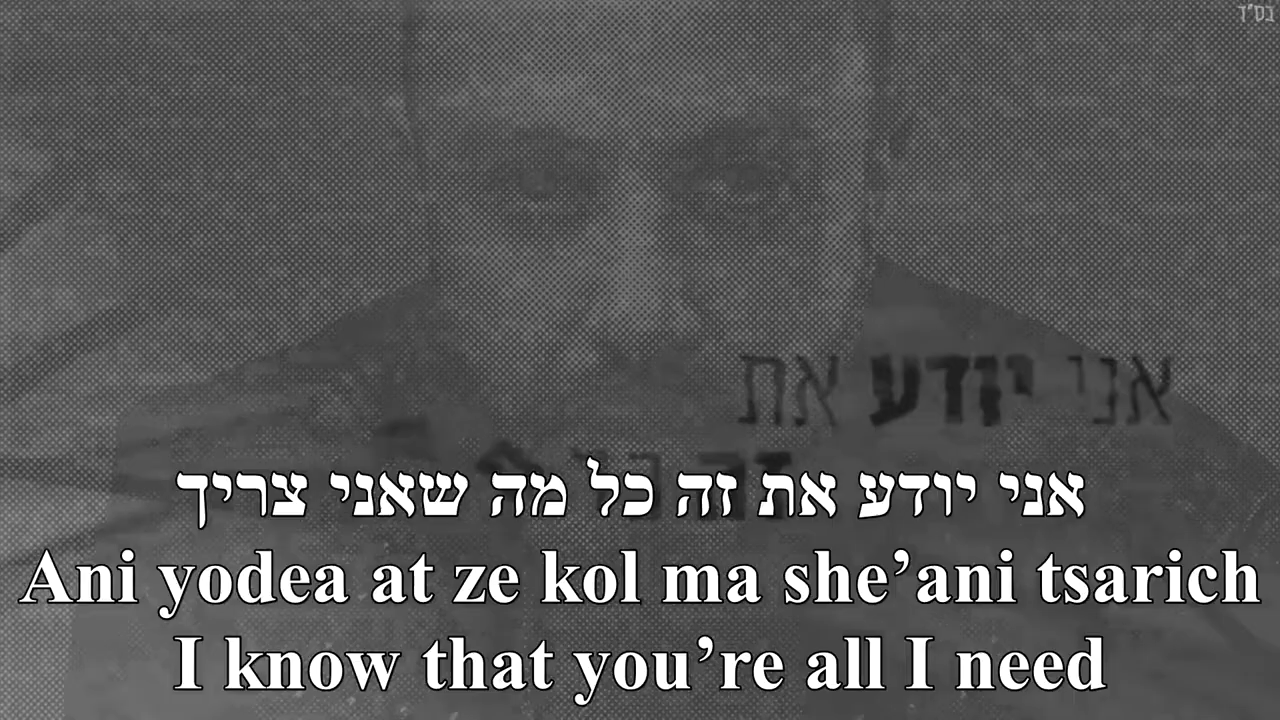 בס"ד
אני יודע את
אני יודע את זה כל מה שאני צריך
Ani yodea at ze kol ma she’ani tsarich
I know that you’re all I need